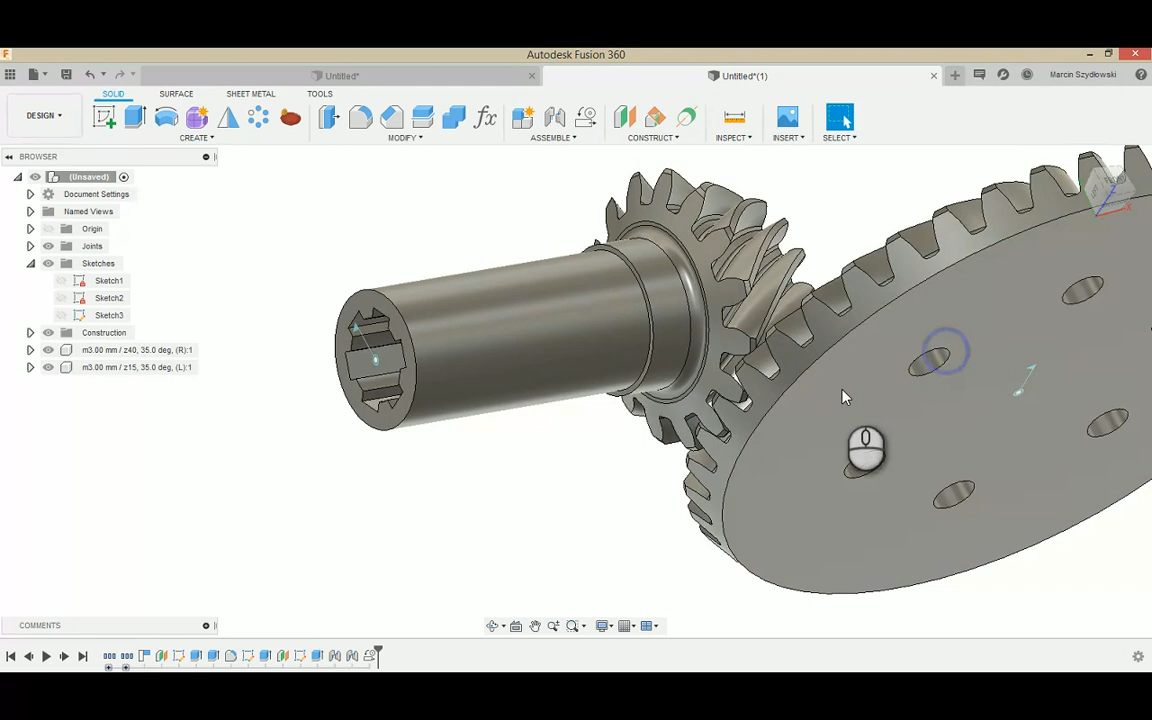 Autodesk Fusion 360
Untitled*
Untitled*(1)
Marcin Szydłowski
DESIGN
SOLID
SURFACE
SHEET METAL
TOOLS
CREATE
MODIFY
ASSEMBLE
CONSTRUCT
INSPECT
INSERT
SELECT
BROWSER
(Unsaved)
Document Settings
Named Views
Origin
Joints
Sketches
Sketch1
Sketch2
Sketch3
Construction
m3.00 mm / z40, 35.0 deg, (R):1
m3.00 mm / z15, 35.0 deg, (L):1
COMMENTS